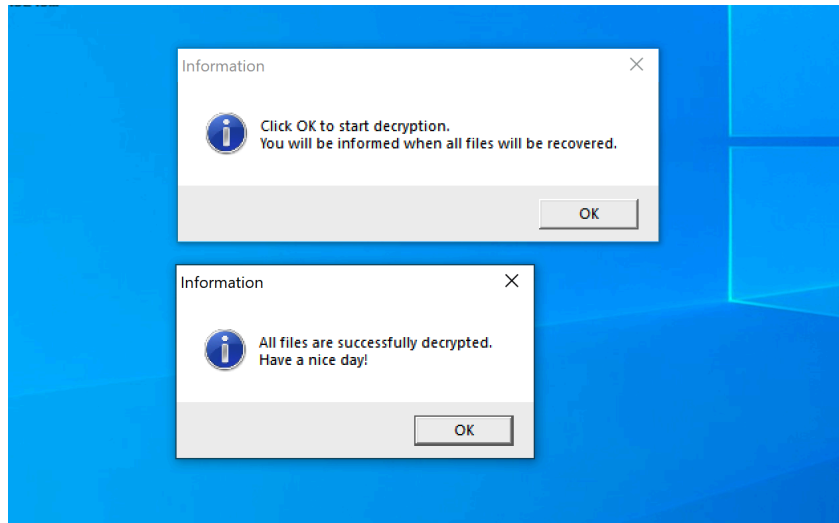 Information
Click OK to start decryption.
You will be informed when all files will be recovered.
OK
Information
All files are successfully decrypted.
Have a nice day!
OK